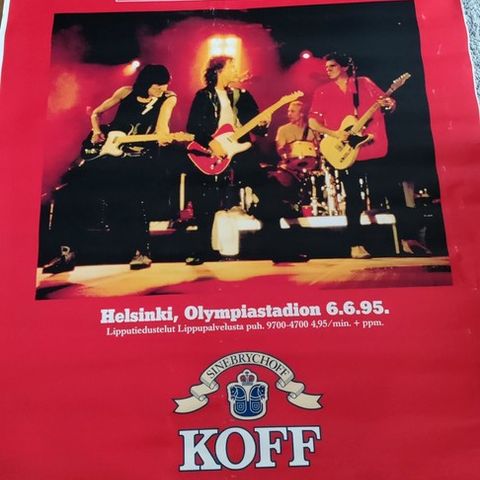 Helsinki, Olympiastadion 6.6.95.
Lipputiedustelut Lippupalvelusta puh. 9700-4700 4,95/min. + ppm.
SINEBRYCHOFF
KOFF